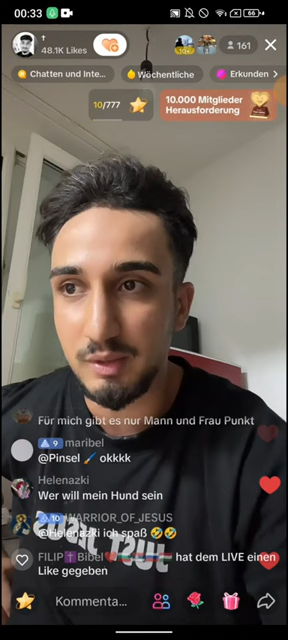 00:33
66
†
48.1K Likes
161
Chatten und Inte...
Wöchentliche
Erkunden >
10/777
10.000 Mitglieder
Herausforderung
Für mich gibt es nur Mann und Frau Punkt
9 maribel
@Pinsel 🖌️ okkkk
Helenazki
Wer will mein Hund sein
10 WARRIOR_OF_JESUS
@Helenazki ich spaß 🤣🤣
FILIP✝️Bibel hat dem LIVE einen
Like gegeben
Kommenta...